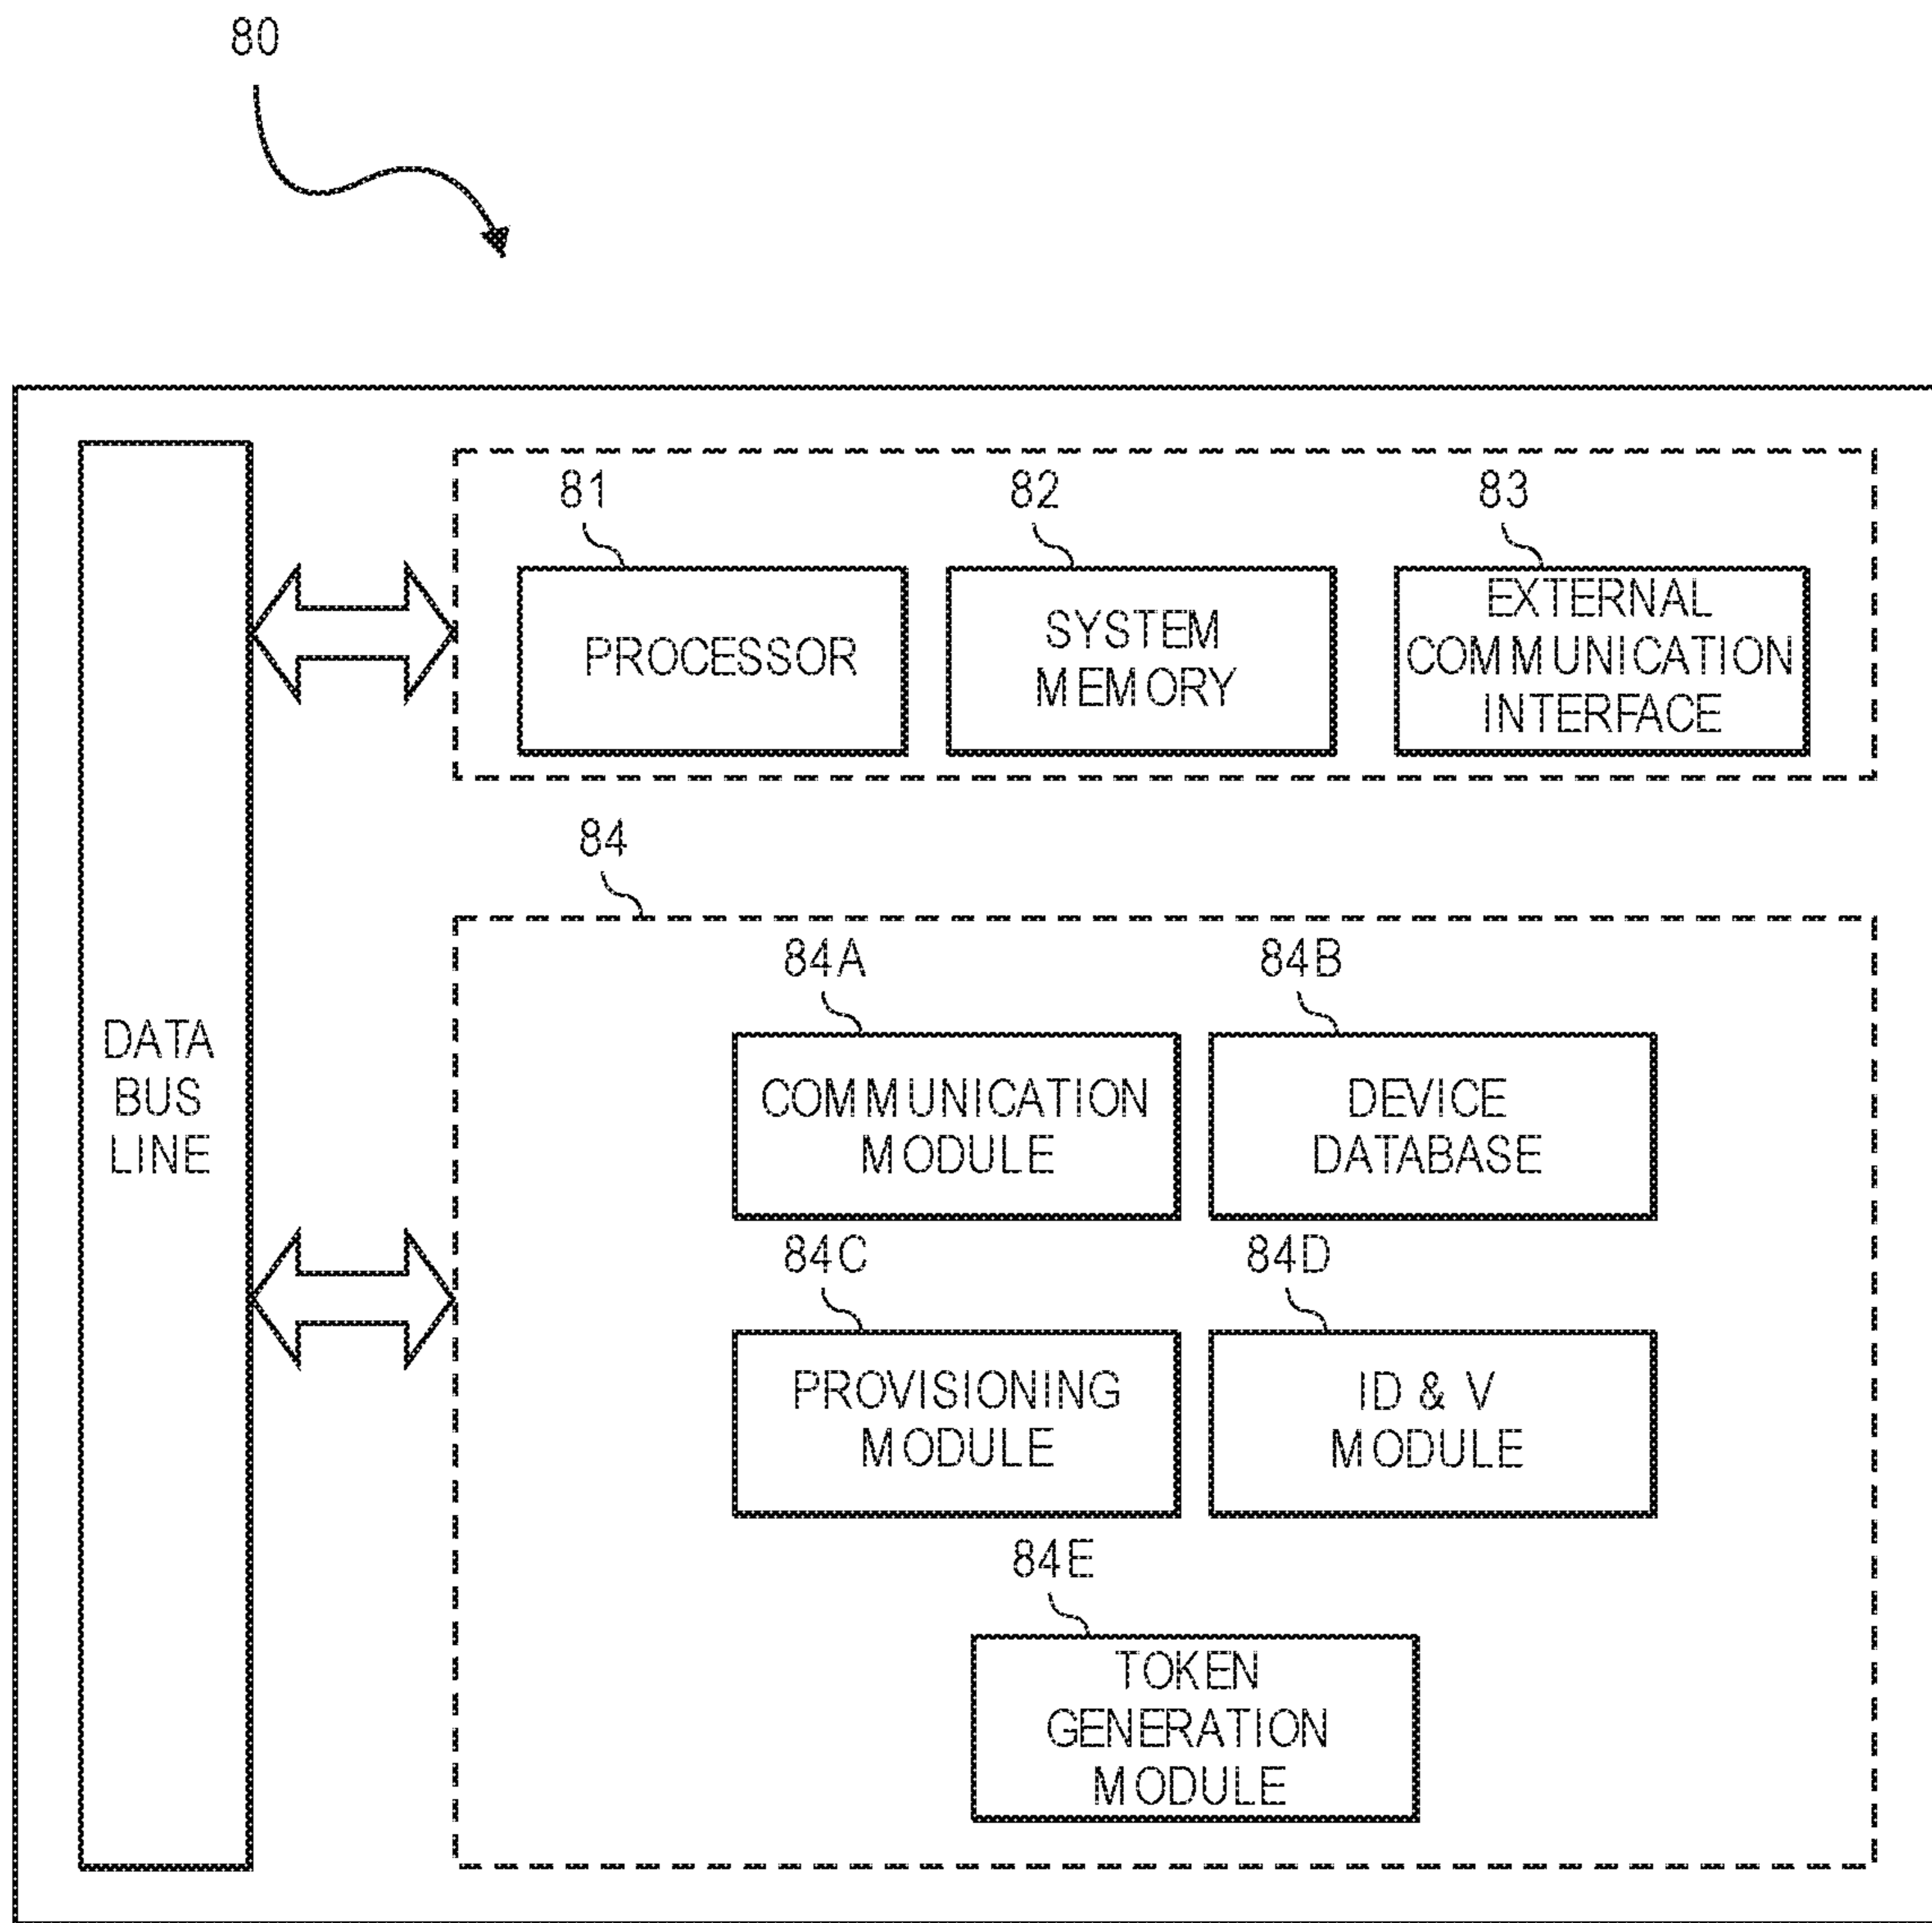 80
81
82
83
PROCESSOR
SYSTEM
MEMORY
EXTERNAL
COMMUNICATION
INTERFACE
84
DATA
BUS
LINE
84A
84B
COMMUNICATION
MODULE
DEVICE
DATABASE
84C
84D
PROVISIONING
MODULE
ID & V
MODULE
84E
TOKEN
GENERATION
MODULE